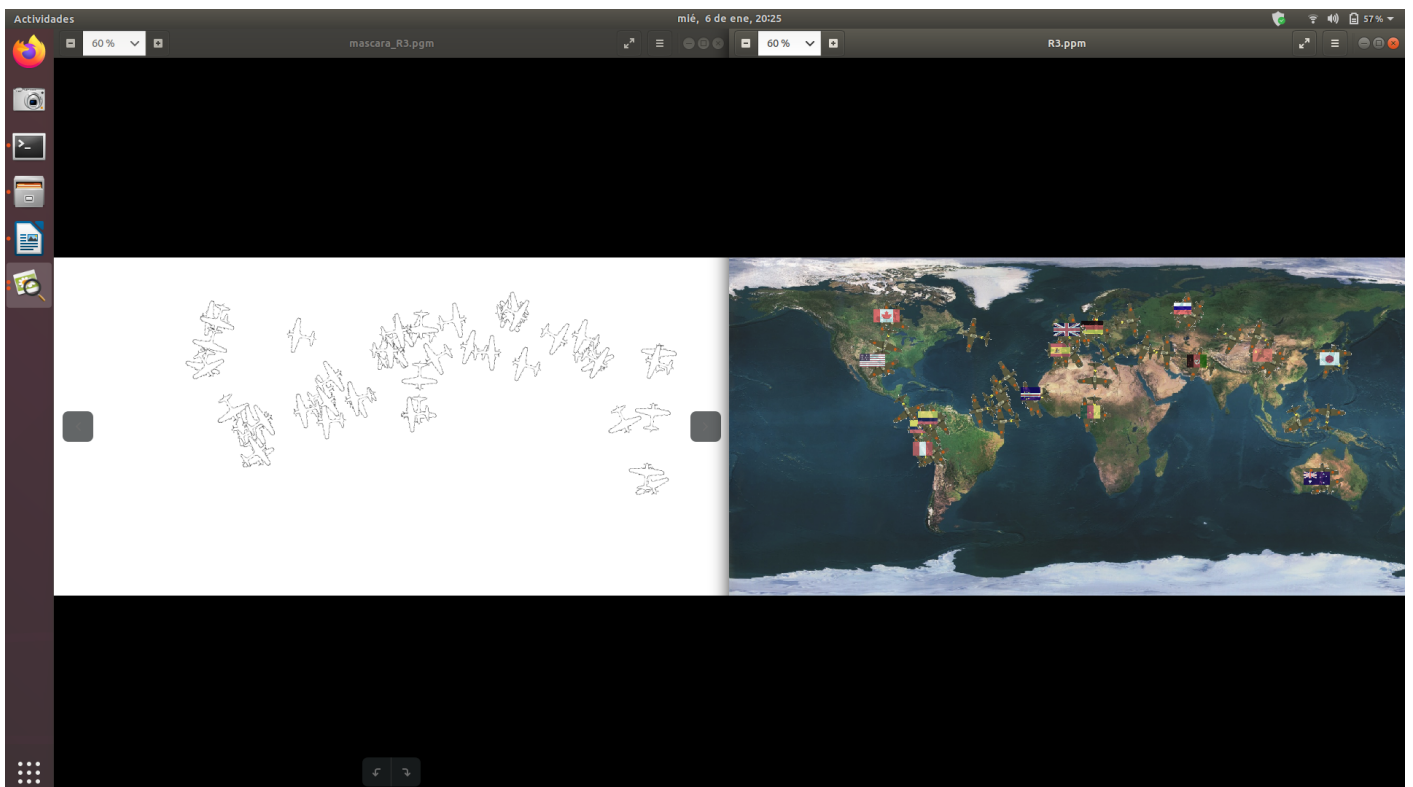 Actividades
mié, 6 de ene, 20:25
57 %
60 %
mascara_R3.pgm
60 %
R3.ppm